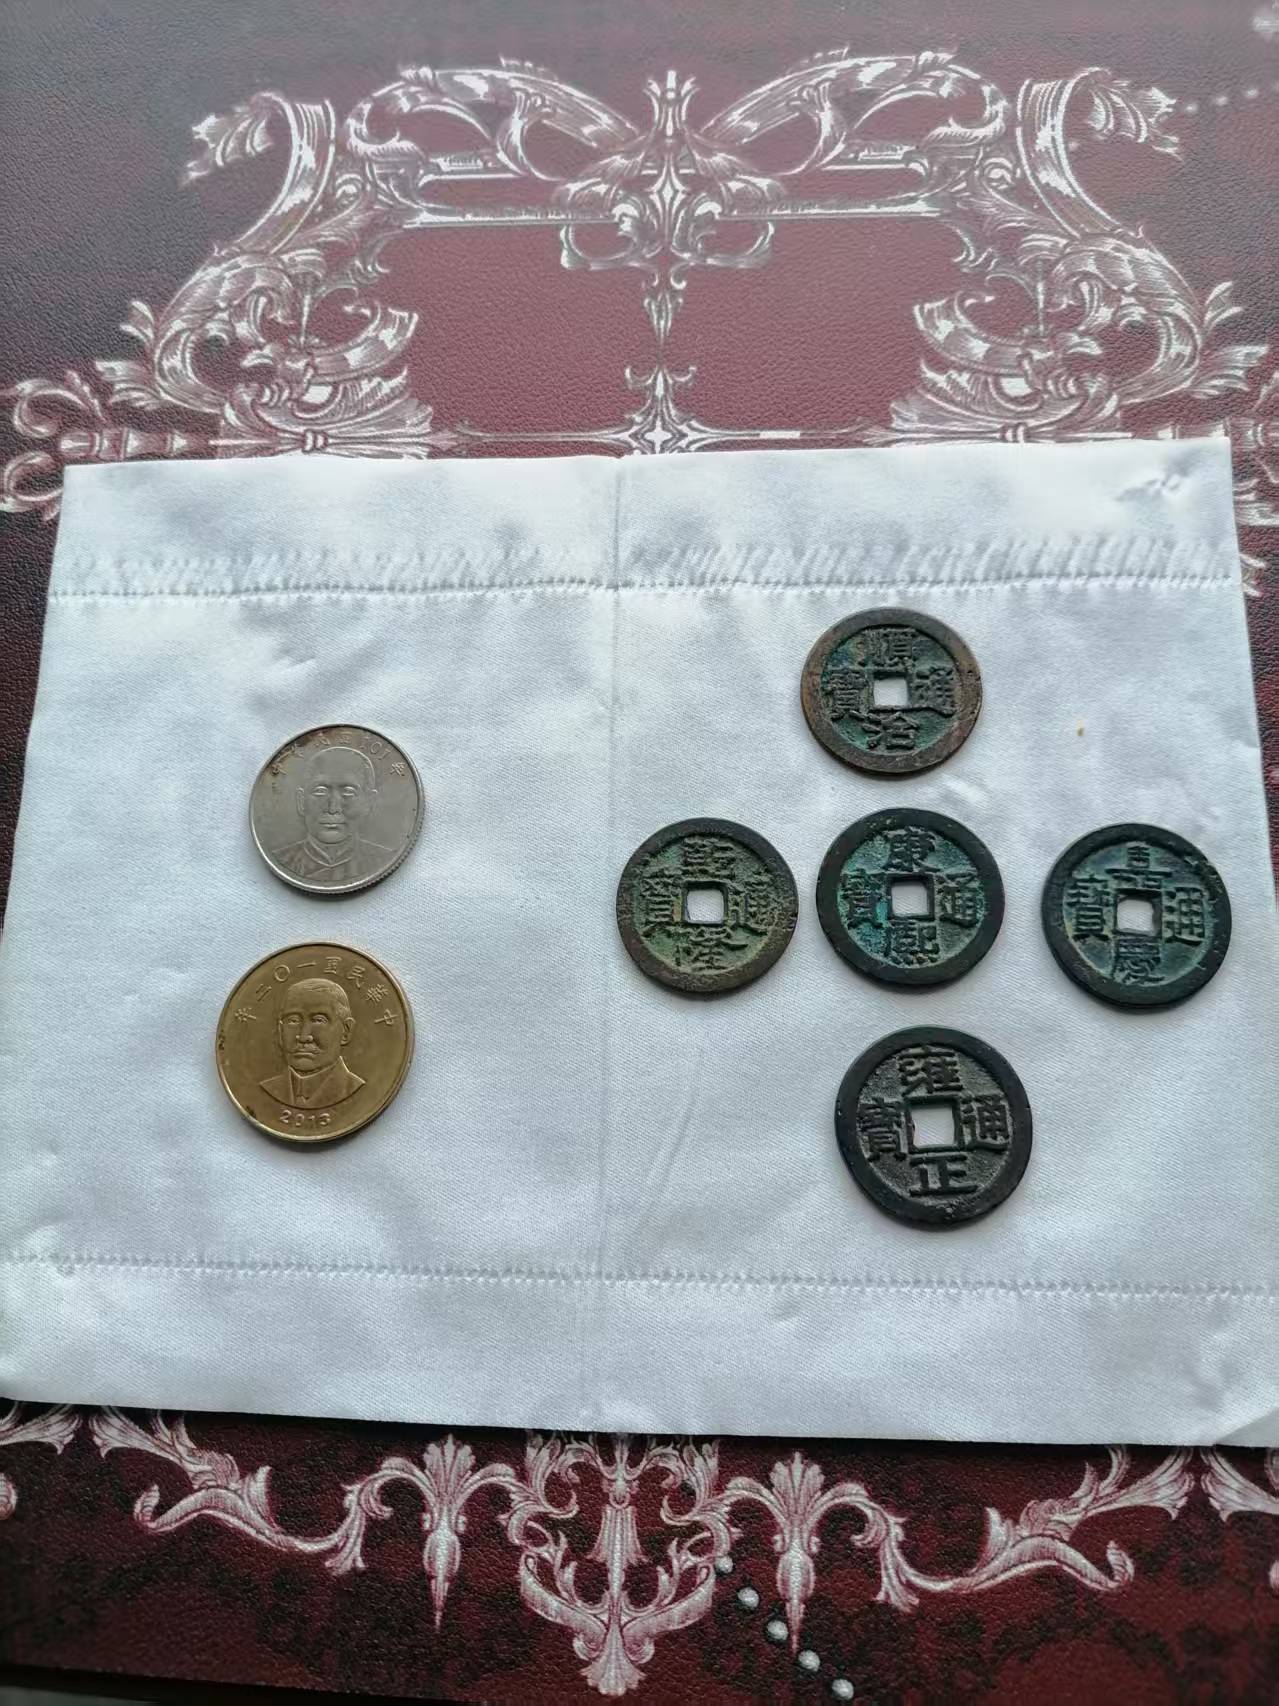 中華民國101年
中華民國一〇二年
2013
順治通寶
乾隆通寶
康熙通寶
嘉慶通寶
雍正通寶